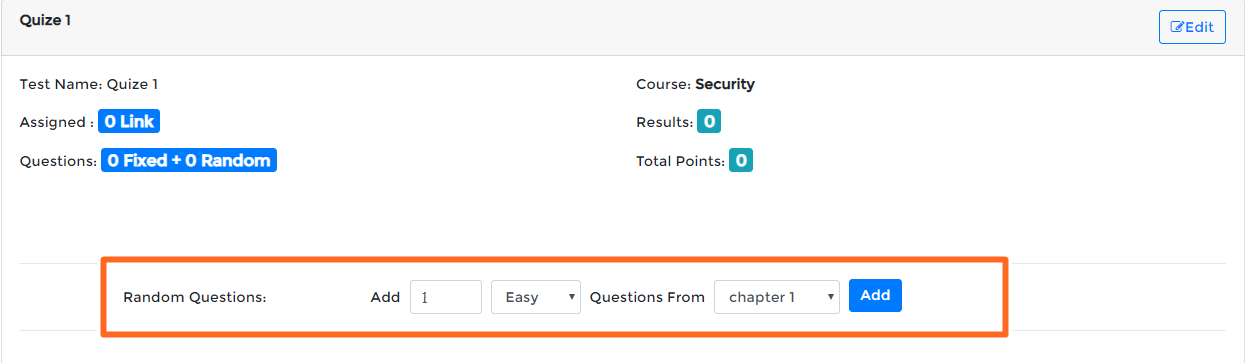 Quize 1
Edit
Test Name: Quize 1
Course: Security
Assigned : 0 Link
Results: 0
Questions: 0 Fixed + 0 Random
Total Points: 0
Random Questions: Add 1 Easy Questions From chapter 1 Add